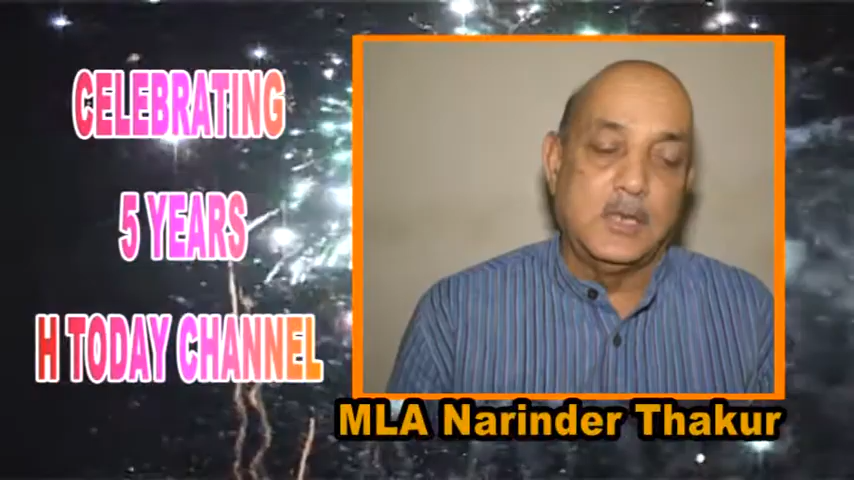 CELEBRATING
5 YEARS
H TODAY CHANNEL
MLA Narinder Thakur